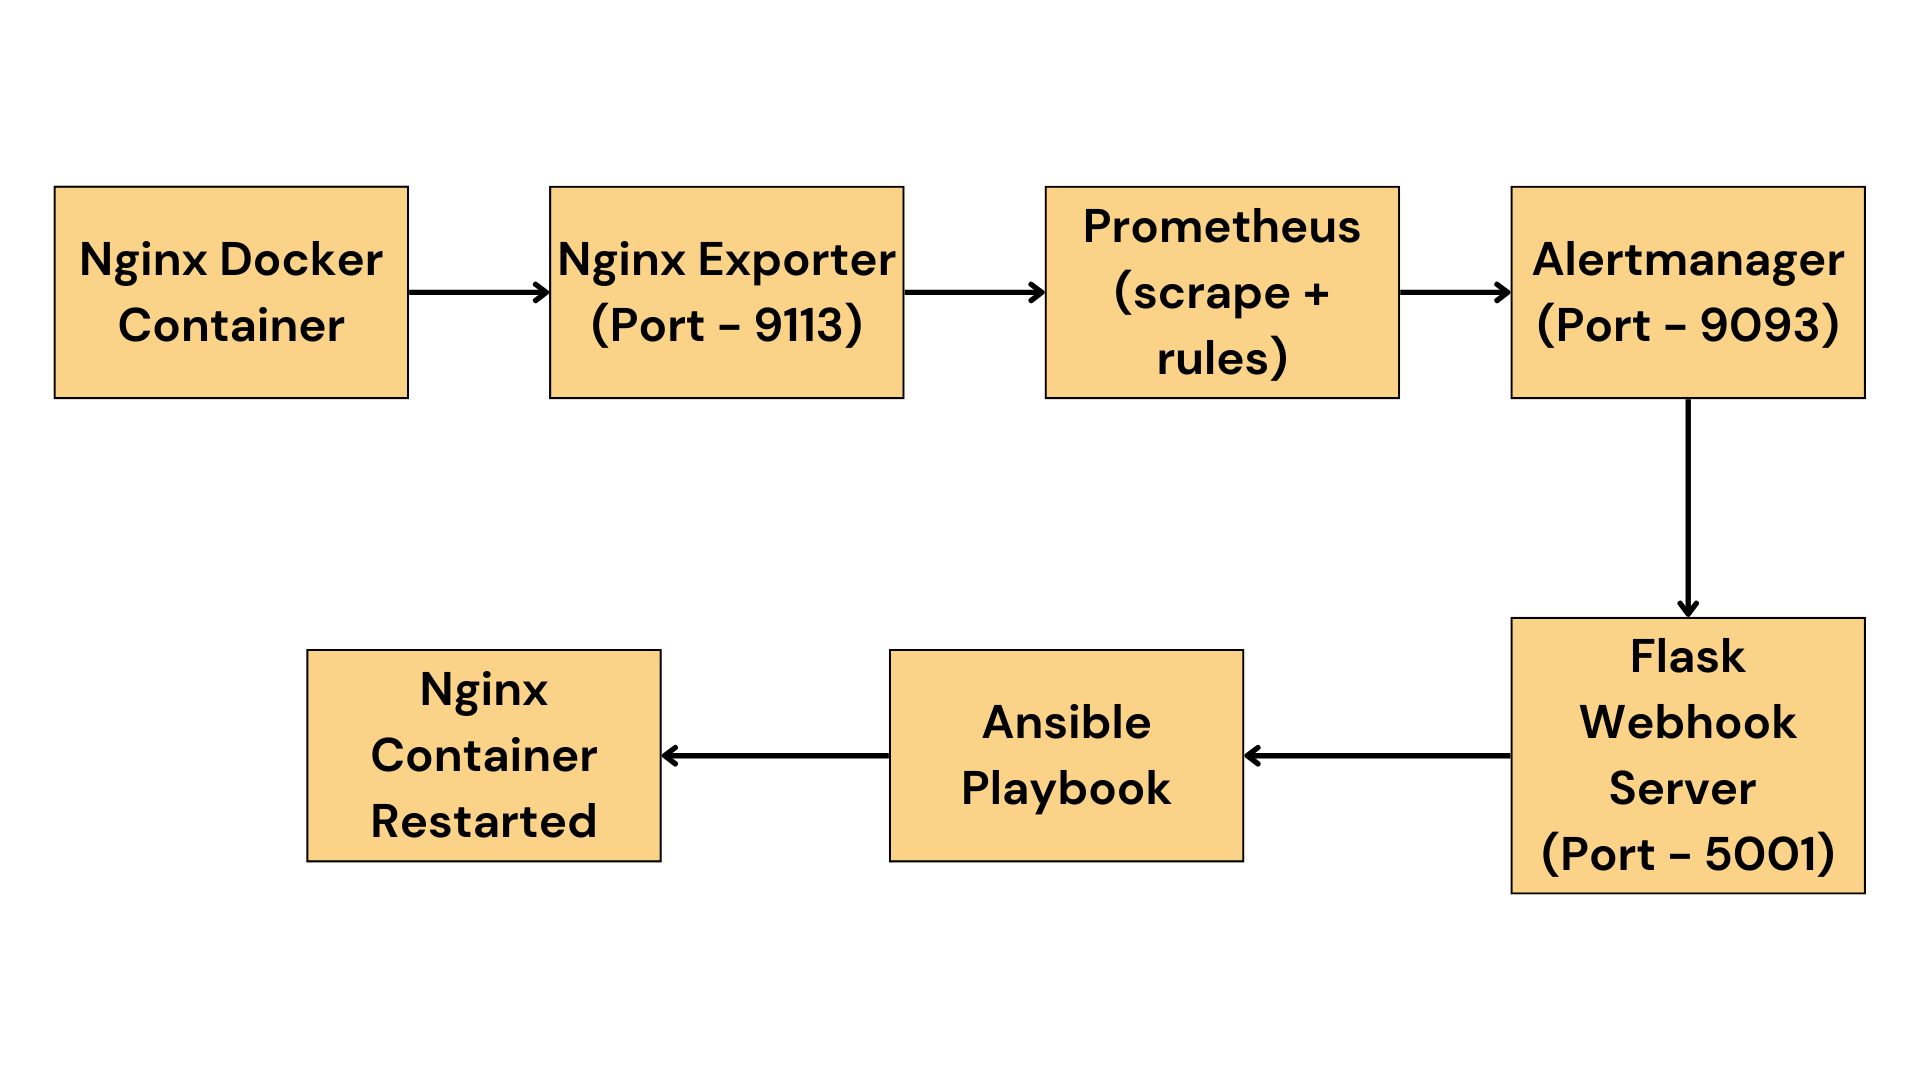 Nginx Docker
Container
Nginx Exporter
(Port - 9113)
Prometheus
(scrape +
rules)
Alertmanager
(Port - 9093)
Flask
Webhook
Server
(Port - 5001)
Ansible
Playbook
Nginx
Container
Restarted